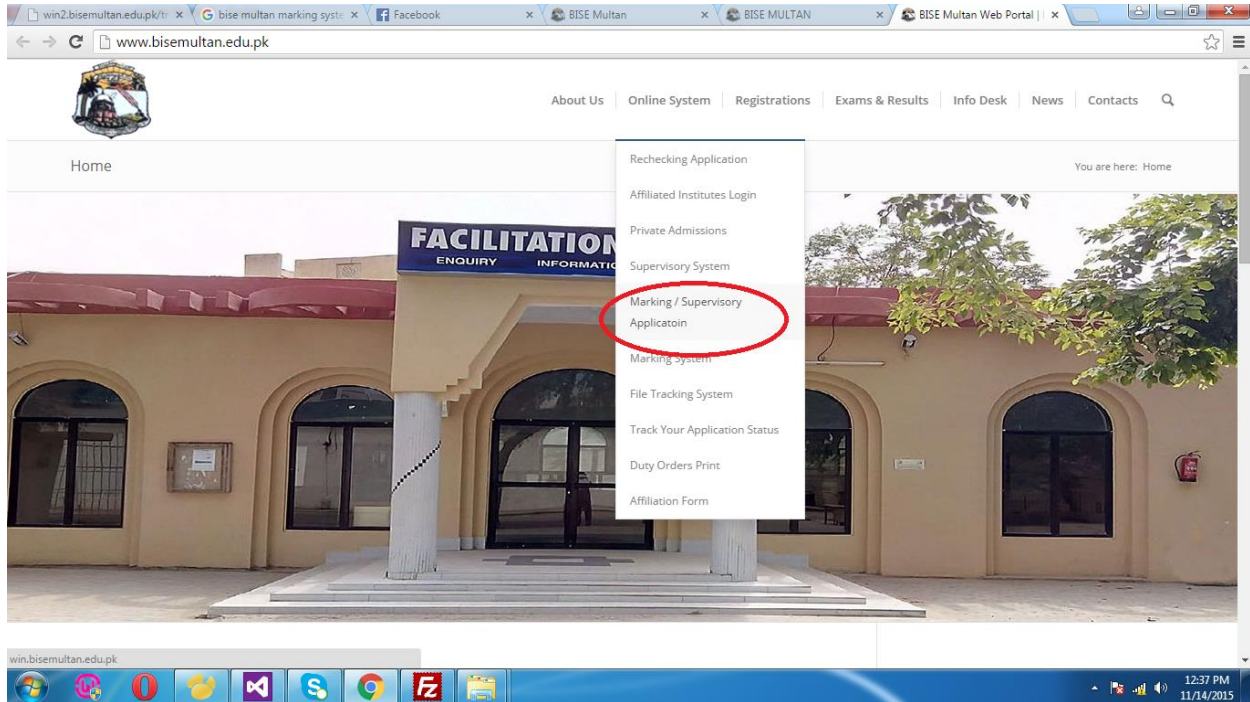 win2.bisemultan.edu.pk/tr
bise multan marking syste
Facebook
BISE Multan
BISE MULTAN
BISE Multan Web Portal |
www.bisemultan.edu.pk
About Us
Online System
Registrations
Exams & Results
Info Desk
News
Contacts
Home
You are here: Home
Rechecking Application
Affiliated Institutes Login
Private Admissions
Supervisory System
Marking / Supervisory
Applicatoin
Marking System
File Tracking System
Track Your Application Status
Duty Orders Print
Affiliation Form
FACILITATION
ENQUIRY INFORMATIO
win.bisemultan.edu.pk
12:37 PM
11/14/2015